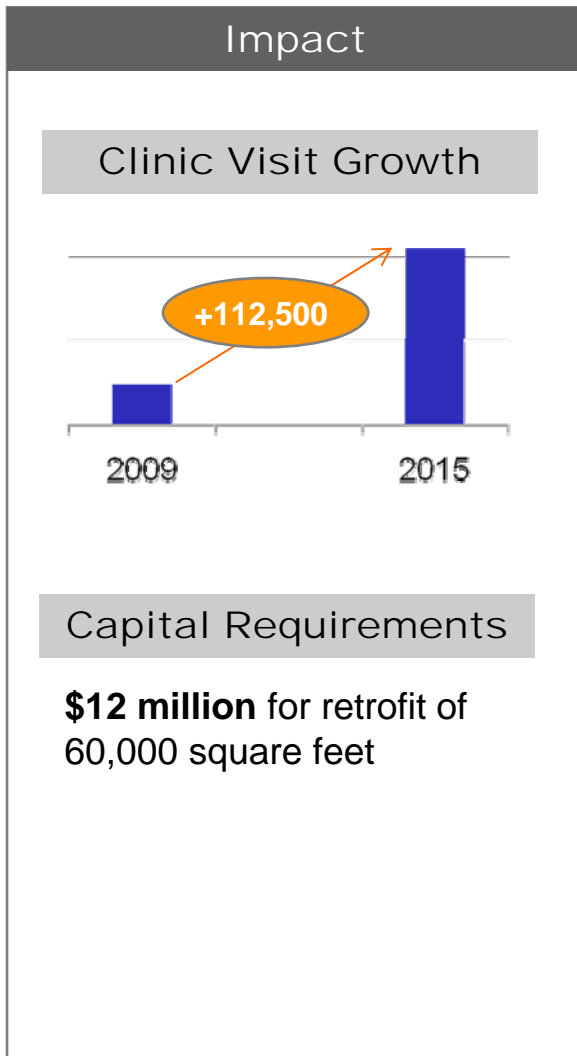 Impact
Clinic Visit Growth
+112,500
2009 2015
Capital Requirements
$12 million for retrofit of
60,000 square feet